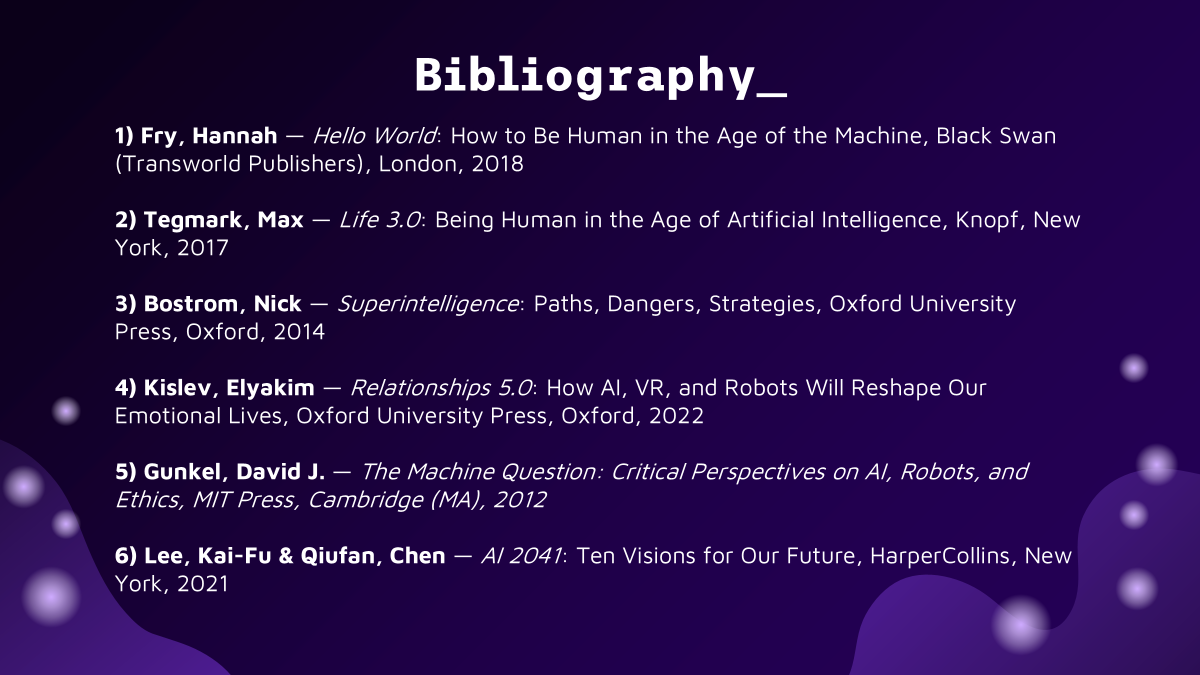 Bibliography_
1) Fry, Hannah — Hello World: How to Be Human in the Age of the Machine, Black Swan
(Transworld Publishers), London, 2018
2) Tegmark, Max — Life 3.0: Being Human in the Age of Artificial Intelligence, Knopf, New
York, 2017
3) Bostrom, Nick — Superintelligence: Paths, Dangers, Strategies, Oxford University
Press, Oxford, 2014
4) Kislev, Elyakim — Relationships 5.0: How AI, VR, and Robots Will Reshape Our
Emotional Lives, Oxford University Press, Oxford, 2022
5) Gunkel, David J. — The Machine Question: Critical Perspectives on AI, Robots, and
Ethics, MIT Press, Cambridge (MA), 2012
6) Lee, Kai-Fu & Qiufan, Chen — AI 2041: Ten Visions for Our Future, HarperCollins, New
York, 2021